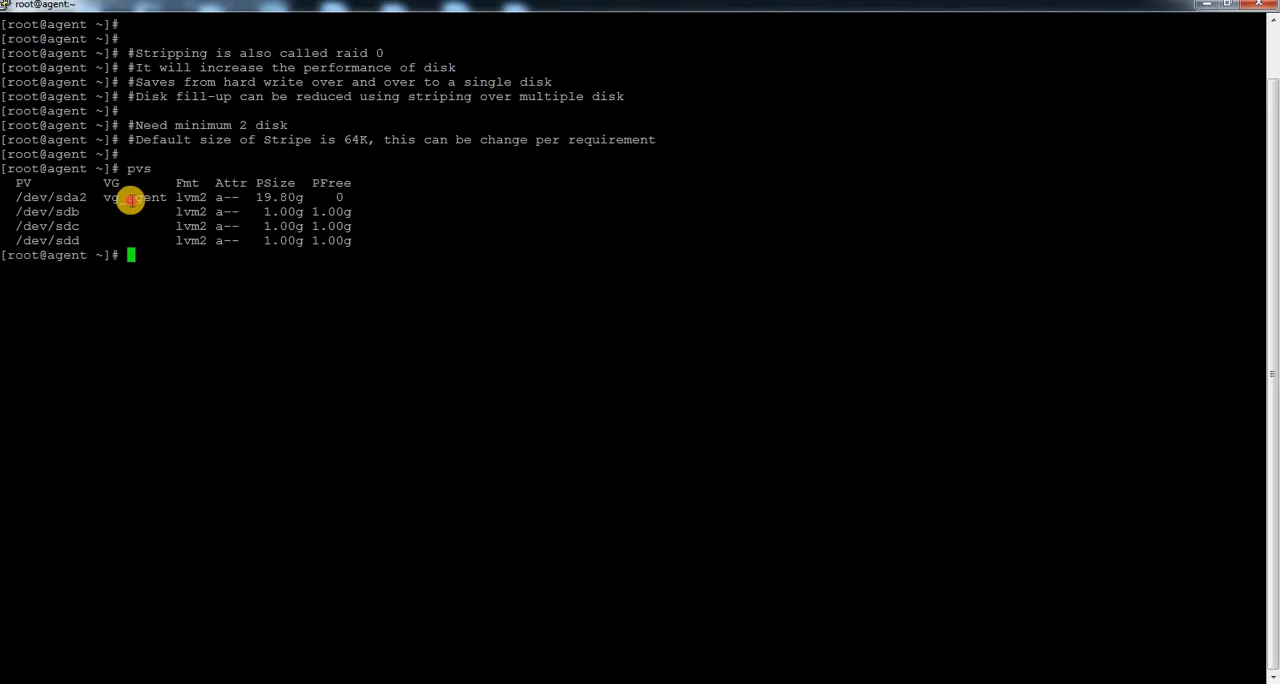 root@agent:~
[root@agent ~]#
[root@agent ~]#
[root@agent ~]# #Stripping is also called raid 0
[root@agent ~]# #It will increase the performance of disk
[root@agent ~]# #Saves from hard write over and over to a single disk
[root@agent ~]# #Disk fill-up can be reduced using striping over multiple disk
[root@agent ~]#
[root@agent ~]# #Need minimum 2 disk
[root@agent ~]# #Default size of Stripe is 64K, this can be change per requirement
[root@agent ~]#
[root@agent ~]# pvs
PV VG Fmt Attr PSize PFree
/dev/sda2 vg_agent lvm2 a-- 19.80g 0
/dev/sdb lvm2 a-- 1.00g 1.00g
/dev/sdc lvm2 a-- 1.00g 1.00g
/dev/sdd lvm2 a-- 1.00g 1.00g
[root@agent ~]#